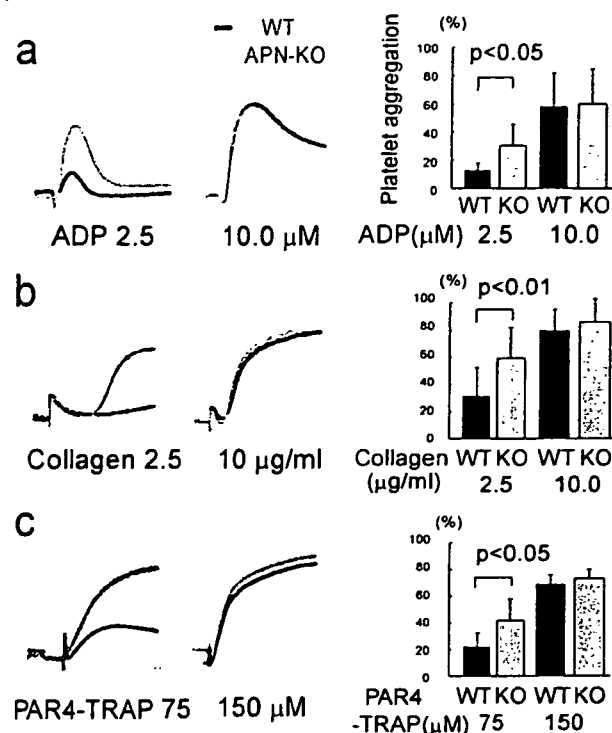 WT
APN-KO
a
ADP 2.5 10.0 μM
Platelet aggregation
(%)
100
80
60
40
20
0
p<0.05
WT KO WT KO
ADP(μM) 2.5 10.0
b
Collagen 2.5 10 μg/ml
(%)
100
80
60
40
20
0
p<0.01
Collagen WT KO WT KO
(μg/ml) 2.5 10.0
c
PAR4-TRAP 75 150 μM
(%)
100
80
60
40
20
0
p<0.05
PAR4 WT KO WT KO
-TRAP(μM) 75 150